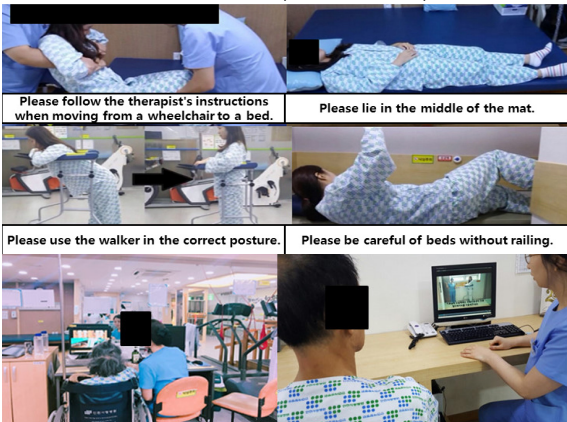 Please follow the therapist's instructions
when moving from a wheelchair to a bed.
Please lie in the middle of the mat.
Please use the walker in the correct posture.
Please be careful of beds without railing.